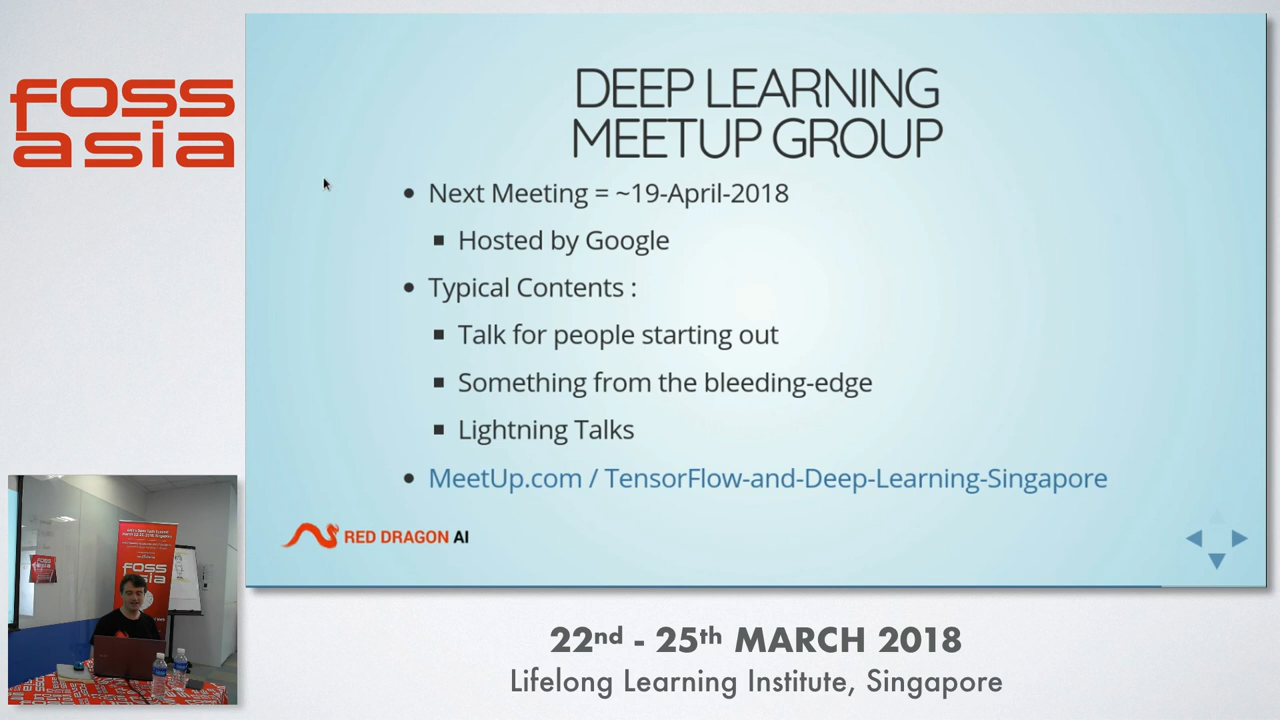 foss
asia
DEEP LEARNING
MEETUP GROUP
Next Meeting = ~19-April-2018
Hosted by Google
Typical Contents :
Talk for people starting out
Something from the bleeding-edge
Lightning Talks
MeetUp.com / TensorFlow-and-Deep-Learning-Singapore
RED DRAGON AI
foss
asia
22nd - 25th MARCH 2018
Lifelong Learning Institute, Singapore